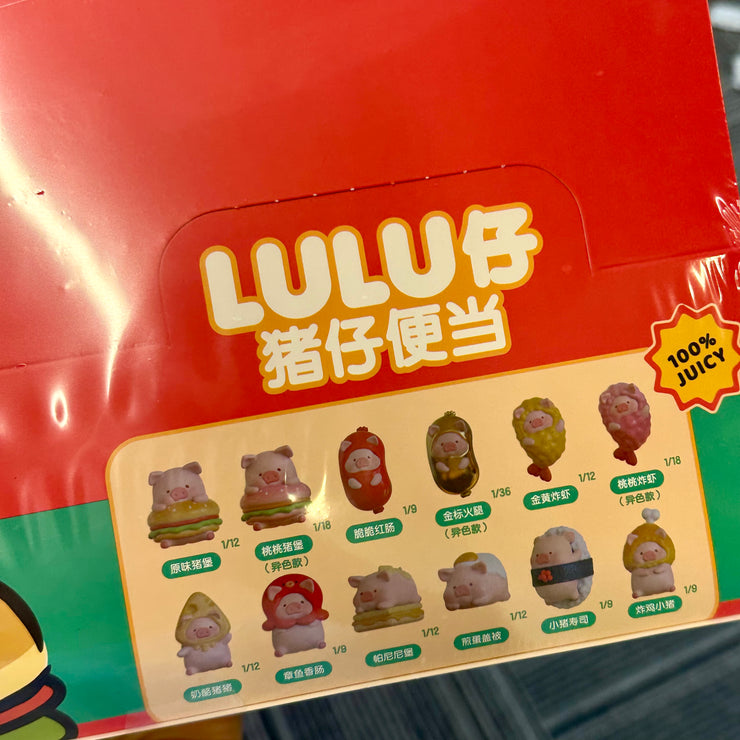 LULU仔
猪仔便当
100%
JUICY
1/12
原味猪堡
1/18
桃桃猪堡
(异色款)
1/9
脆脆红肠
1/36
金标火腿
(异色款)
1/12
金黄炸虾
1/18
桃桃炸虾
(异色款)
1/12
奶酪猪猪
1/9
章鱼香肠
1/12
帕尼尼堡
1/12
煎蛋盖被
1/9
小猪寿司
1/9
炸鸡小猪